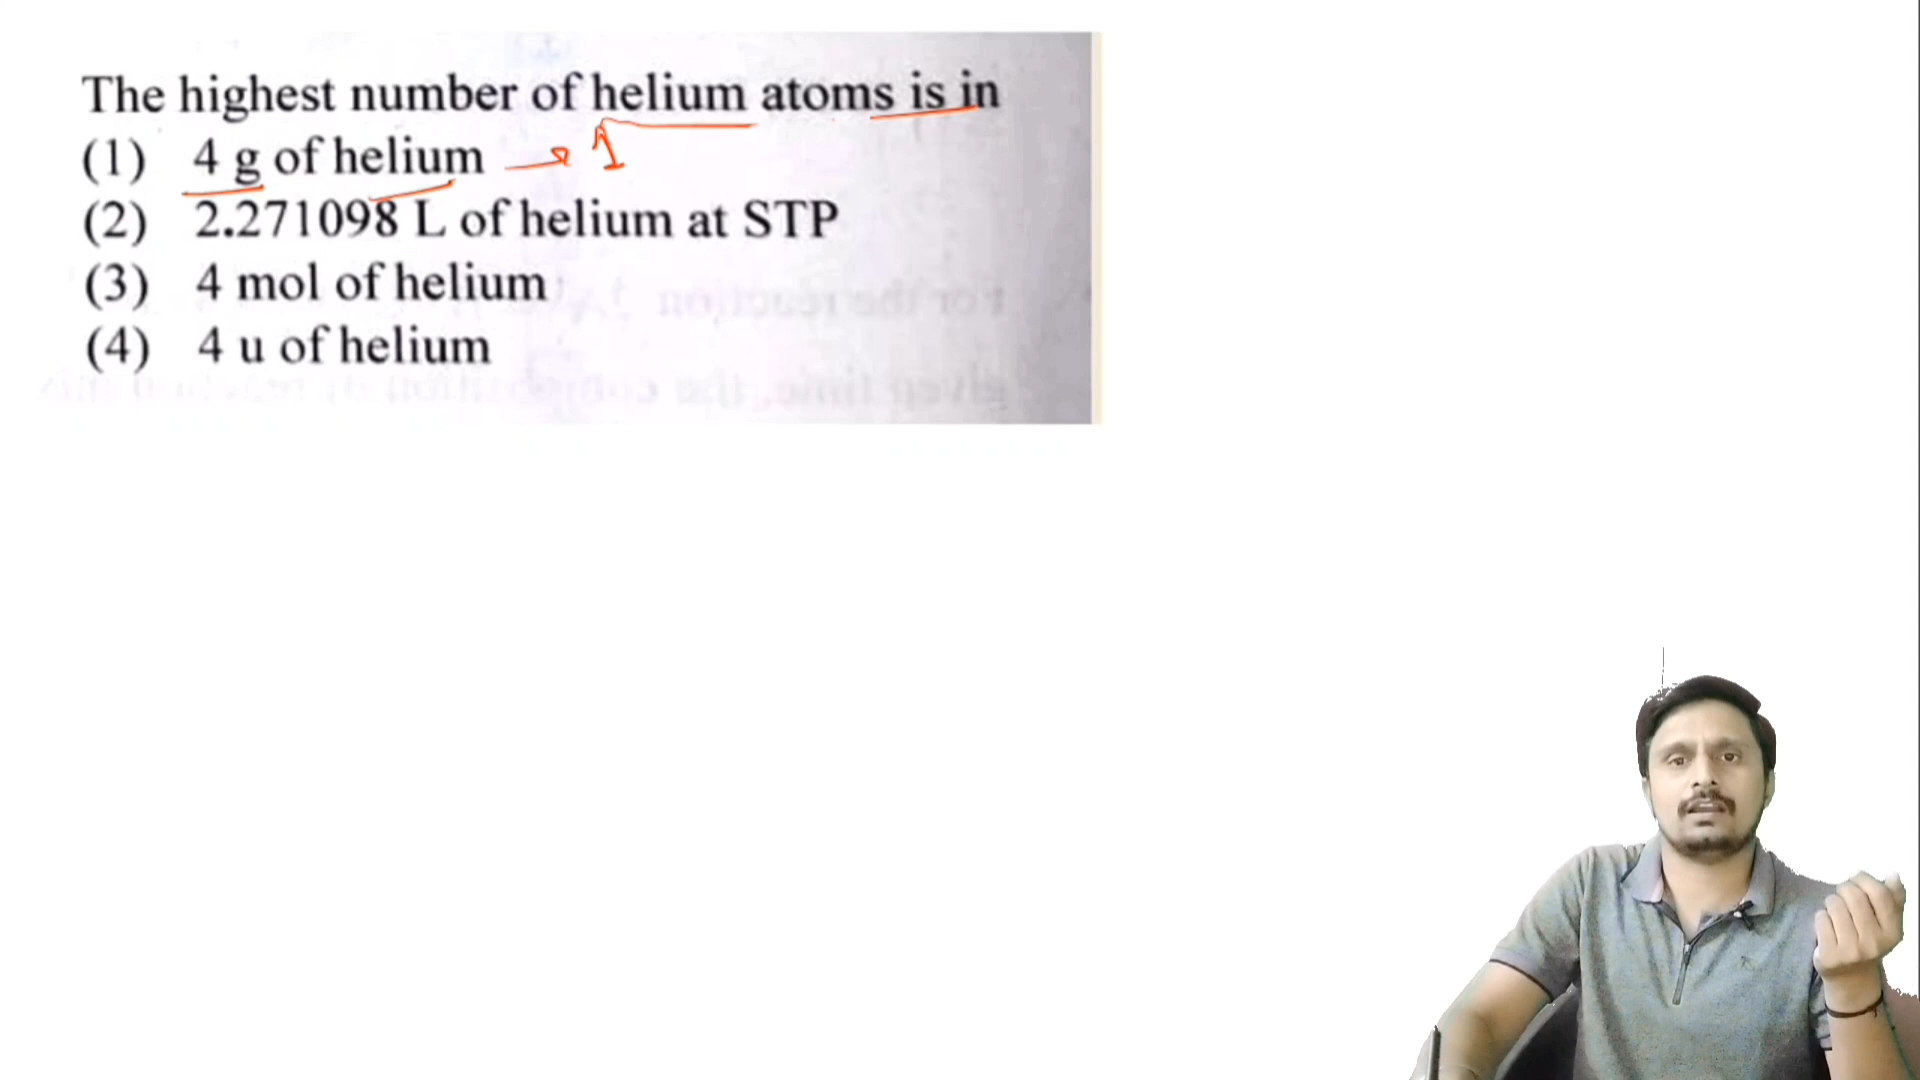 The highest number of helium atoms is in
(1) 4 g of helium → 1
(2) 2.271098 L of helium at STP
(3) 4 mol of helium
(4) 4 u of helium